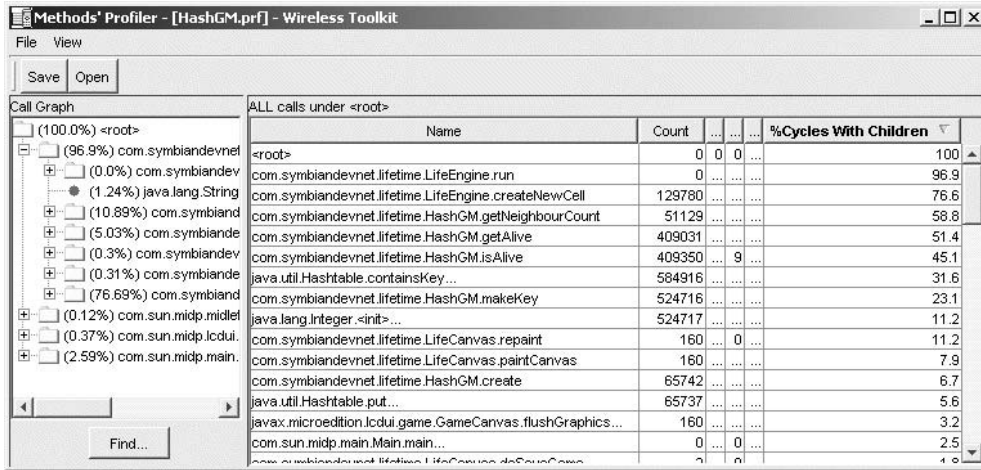 Methods' Profiler - [HashGM.prf] - Wireless Toolkit
File View
Save Open
Call Graph
(100.0%) <root>
(96.9%) com.symbiandevnet
(0.0%) com.symbiandev
(1.24%) java.lang.String
(10.89%) com.symbiand
(5.03%) com.symbiande
(0.3%) com.symbiandev
(0.31%) com.symbiande
(76.69%) com.symbiand
(0.12%) com.sun.midp.midlet
(0.37%) com.sun.midp.lcdui.
(2.59%) com.sun.midp.main.
Find...
ALL calls under <root>
Name Count ... ... ... %Cycles With Children
<root> 0 0 0 ... 100
com.symbiandevnet.lifetime.LifeEngine.run 0 ... ... ... 96.9
com.symbiandevnet.lifetime.LifeEngine.createNewCell 129780 ... ... ... 76.6
com.symbiandevnet.lifetime.HashGM.getNeighbourCount 51129 ... ... ... 58.8
com.symbiandevnet.lifetime.HashGM.getAlive 409031 ... ... ... 51.4
com.symbiandevnet.lifetime.HashGM.isAlive 409350 ... 9 ... 45.1
java.util.Hashtable.containsKey... 584916 ... ... ... 31.6
com.symbiandevnet.lifetime.HashGM.makeKey 524716 ... ... ... 23.1
java.lang.Integer.<init>... 524717 ... ... ... 11.2
com.symbiandevnet.lifetime.LifeCanvas.repaint 160 ... 0 ... 11.2
com.symbiandevnet.lifetime.LifeCanvas.paintCanvas 160 ... ... ... 7.9
com.symbiandevnet.lifetime.HashGM.create 65742 ... ... ... 6.7
java.util.Hashtable.put... 65737 ... ... ... 5.6
javax.microedition.lcdui.game.GameCanvas.flushGraphics... 160 ... ... ... 3.2
com.sun.midp.main.Main.main... 0 ... 0 ... 2.5